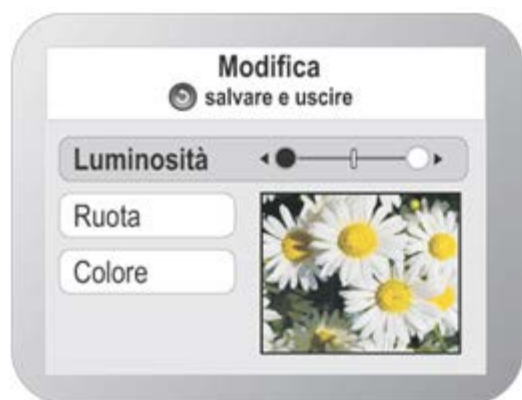 Modifica
salvare e uscire
Luminosità
Ruota
Colore